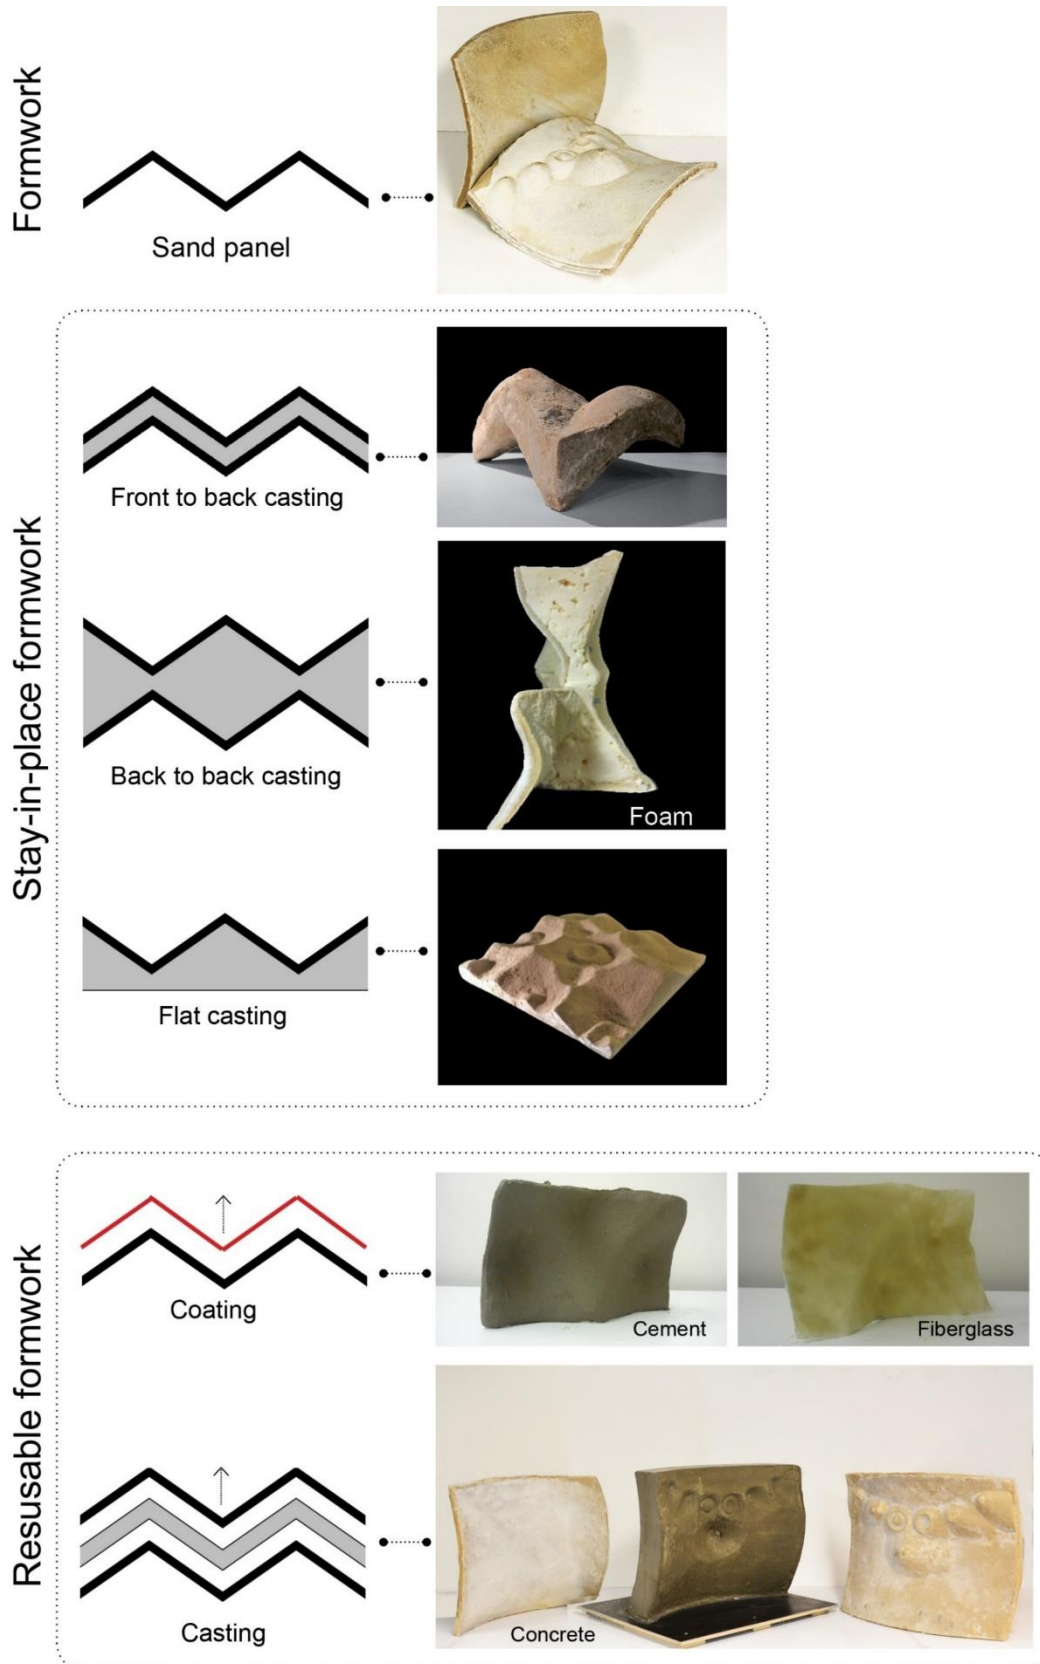 Formwork
Sand panel
Stay-in-place formwork
Front to back casting
Back to back casting
Foam
Flat casting
Resusable formwork
Coating
Cement
Fiberglass
Casting
Concrete